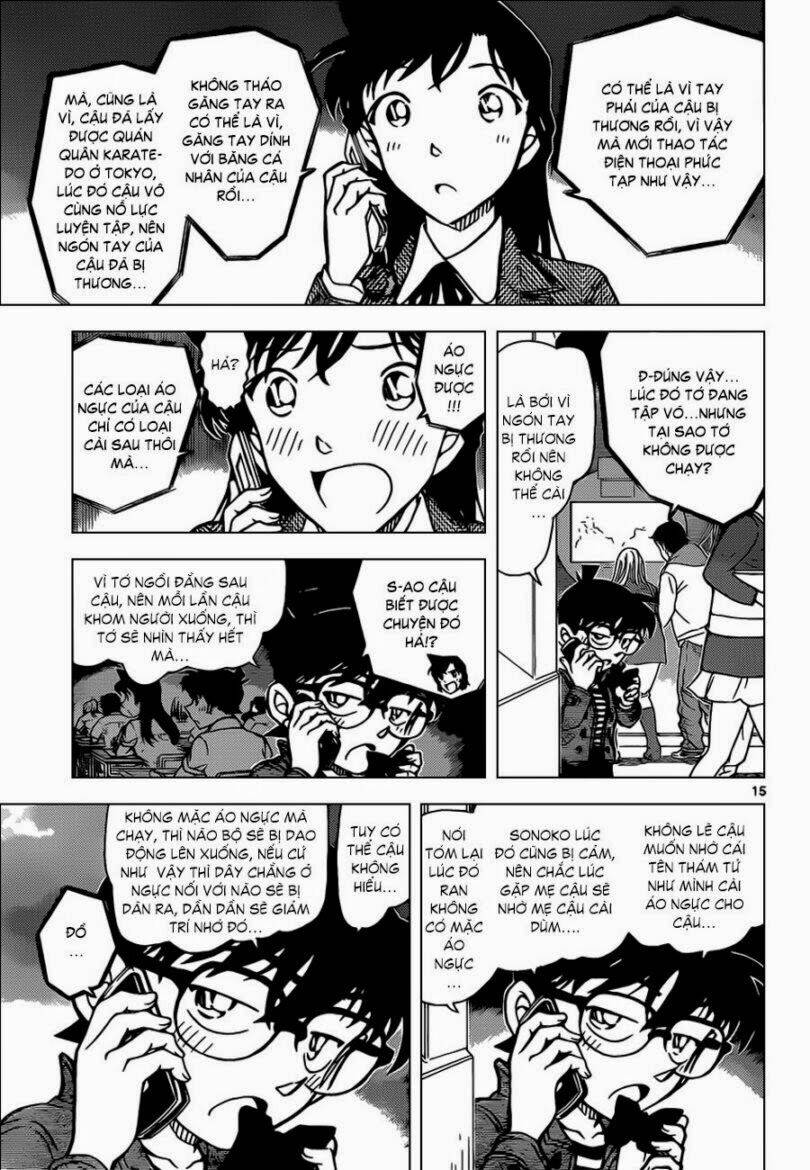 CÓ THỂ LÀ VÌ TAY
PHẢI CỦA CẬU BỊ
THƯƠNG RỒI, VÌ VẬY
MÀ MỚI THAO TÁC
ĐIỆN THOẠI PHỨC
TẠP NHƯ VẬY...
KHÔNG THÁO
GĂNG TAY RA
CÓ THỂ LÀ VÌ,
GĂNG TAY DÍNH
VỚI BĂNG CÁ
NHÂN CỦA CẬU
RỒI...
MÀ, CŨNG LÀ
VÌ, CẬU ĐÃ LẤY
ĐƯỢC QUÁN
QUÂN KARATE-
DO Ở TOKYO,
LÚC ĐÓ CẬU VÔ
CÙNG NỖ LỰC
LUYỆN TẬP, NÊN
NGÓN TAY CỦA
CẬU ĐÃ BỊ
THƯƠNG...
Đ-ĐÚNG VẬY...
LÚC ĐÓ TỚ ĐANG
TẬP VÕ...NHƯNG
TẠI SAO TỚ
KHÔNG ĐƯỢC
CHẠY?
LÀ BỞI VÌ
NGÓN TAY
BỊ THƯƠNG
RỒI NÊN
KHÔNG
THỂ CÀI
...
ÁO
NGỰC
ĐƯỢC
!!!
HẢ?
CÁC LOẠI ÁO
NGỰC CỦA CẬU
CHỈ CÓ LOẠI
CÀI SAU THÔI
MÀ...
S-AO CẬU
BIẾT ĐƯỢC
CHUYỆN ĐÓ
HẢ!?
VÌ TỚ NGỒI ĐẰNG SAU
CẬU, NÊN MỖI LẦN CẬU
KHOM NGƯỜI XUỐNG, THÌ
TỚ SẼ NHÌN THẤY HẾT
MÀ...
15
KHÔNG LẼ CẬU
MUỐN NHỜ CÁI
TÊN THÁM TỬ
NHƯ MÌNH CÀI
ÁO NGỰC CHO
CẬU...
SONOKO LÚC
ĐÓ CŨNG BỊ CẢM,
NÊN CHẮC LÚC
GẶP MẸ CẬU SẼ
NHỜ MẸ CẬU CÀI
DÙM....
NÓI
TÓM LẠI
LÚC ĐÓ
RAN
KHÔNG
CÓ MẶC
ÁO
NGỰC
...
TUY CÓ
THỂ CẬU
KHÔNG
HIỂU...
KHÔNG MẶC ÁO NGỰC MÀ
CHẠY, THÌ NÃO BỘ SẼ BỊ DAO
ĐỘNG LÊN XUỐNG, NẾU CỨ
NHƯ VẬY THÌ DÂY CHẰNG Ở
NGỰC NỐI VỚI NÃO SẼ BỊ
DÃN RA, DẦN DẦN SẼ GIẢM
TRÍ NHỚ ĐÓ...
ĐỒ
...